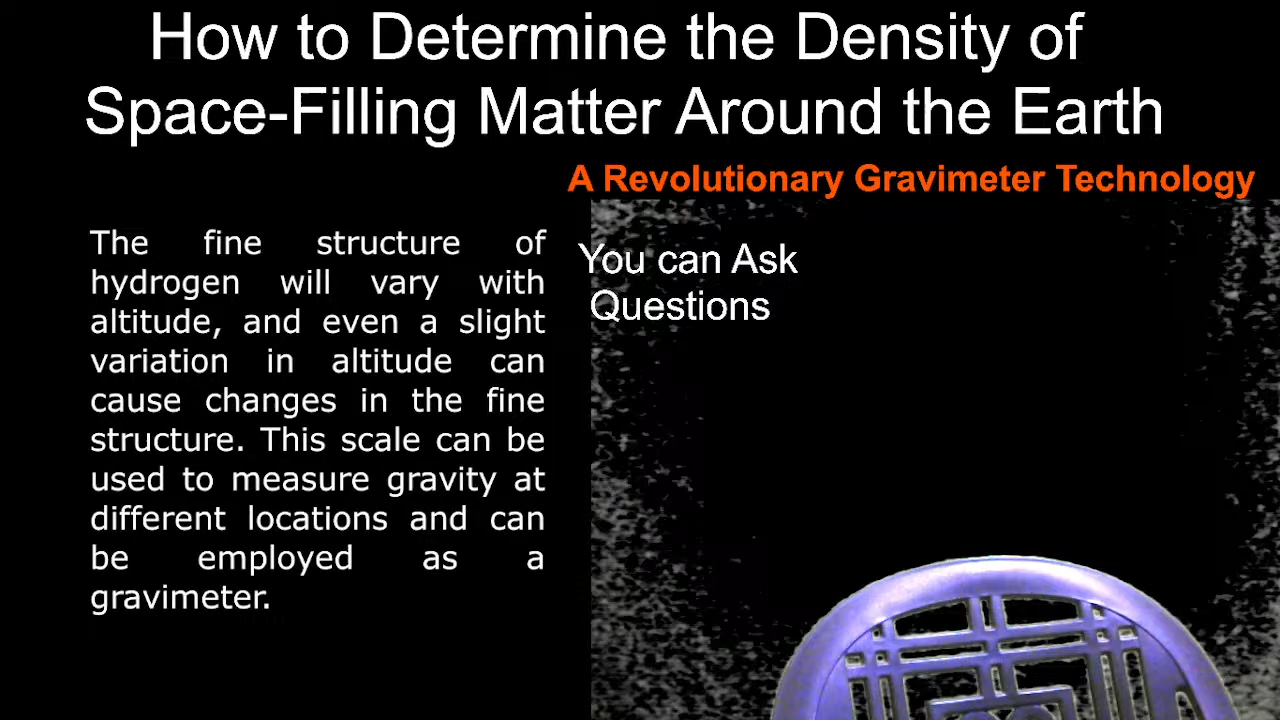 How to Determine the Density of
Space-Filling Matter Around the Earth
A Revolutionary Gravimeter Technology
The fine structure of
hydrogen will vary with
altitude, and even a slight
variation in altitude can
cause changes in the fine
structure. This scale can be
used to measure gravity at
different locations and can
be employed as a
gravimeter.
You can Ask
Questions